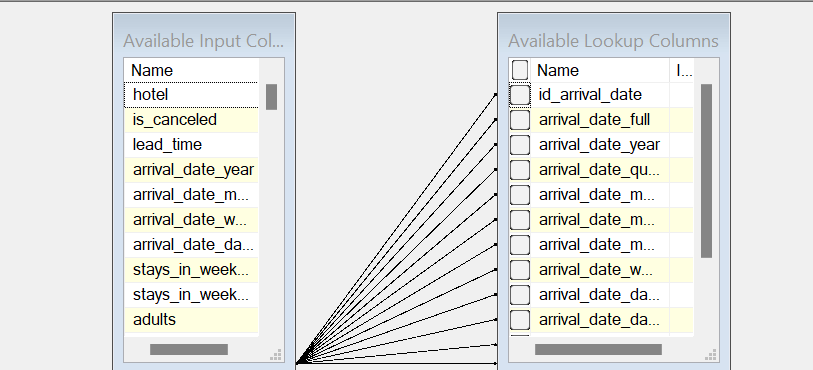 Available Input Col...
Name
hotel
is_canceled
lead_time
arrival_date_year
arrival_date_m...
arrival_date_w...
arrival_date_da...
stays_in_week...
stays_in_week...
adults
Available Lookup Columns
Name I...
id_arrival_date
arrival_date_full
arrival_date_year
arrival_date_qu...
arrival_date_m...
arrival_date_m...
arrival_date_m...
arrival_date_w...
arrival_date_da...
arrival_date_da...